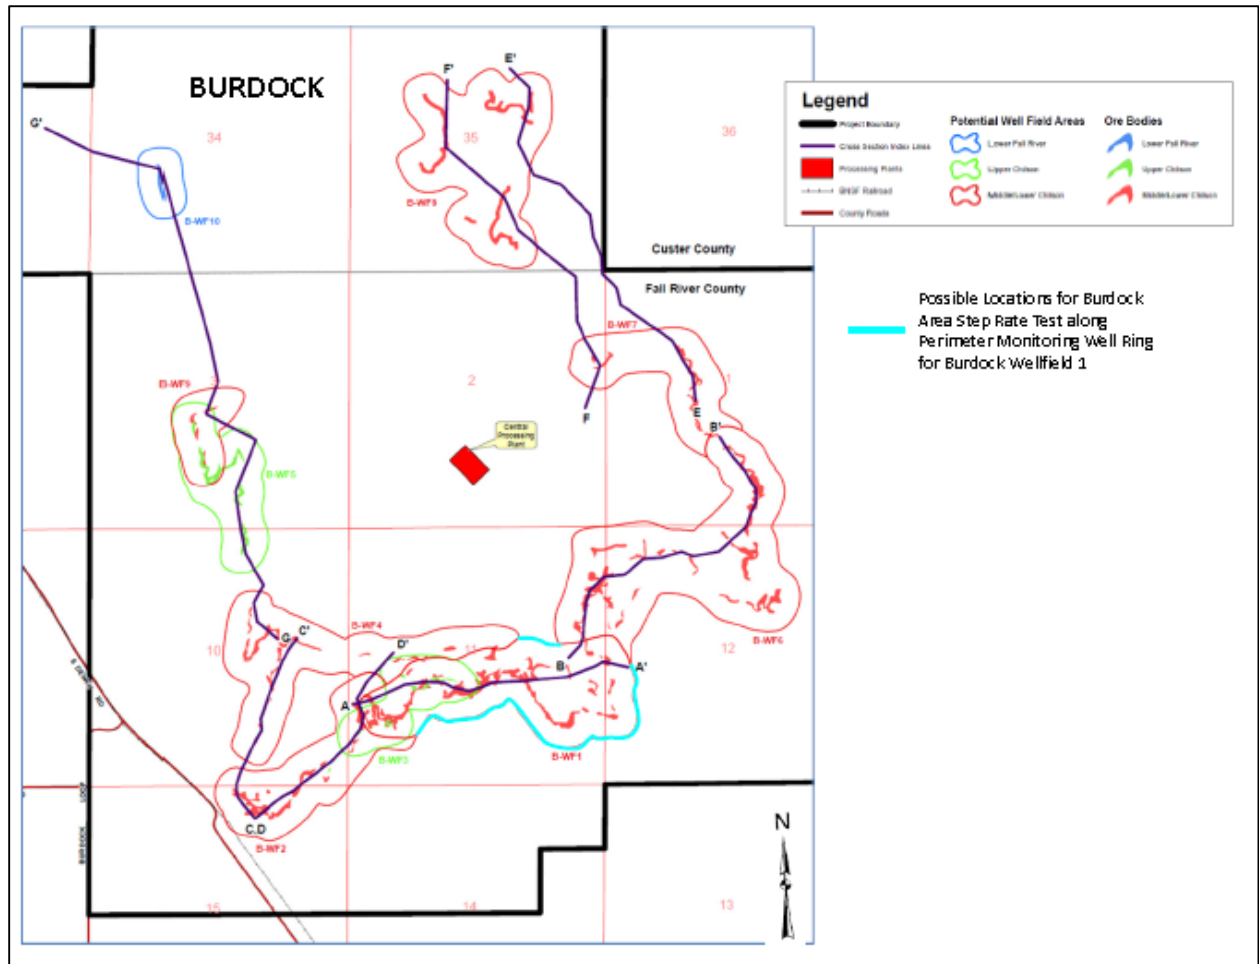 BURDOCK
F'
E'
G'
34
35
36
B-WF10
B-WF8
Custer County
Fall River County
B-WF7
2
1
B-WF9
E
B'
F
Central
Processing
Plant
B-WF5
B-WF4
G
C'
D'
10
11
12
B-WF6
B
A'
A
B-WF3
B-WF1
C.D
B-WF2
BURDOCK LOOP
15
14
13
N
Legend
Project Boundary
Cross Section Index Lines
Processing Plants
BNSF Railroad
County Roads
Potential Well Field Areas
Lower Fall River
Upper Chilson
Middle/Lower Chilson
Ore Bodies
Lower Fall River
Upper Chilson
Middle/Lower Chilson
Possible Locations for Burdock
Area Step Rate Test along
Perimeter Monitoring Well Ring
for Burdock Wellfield 1